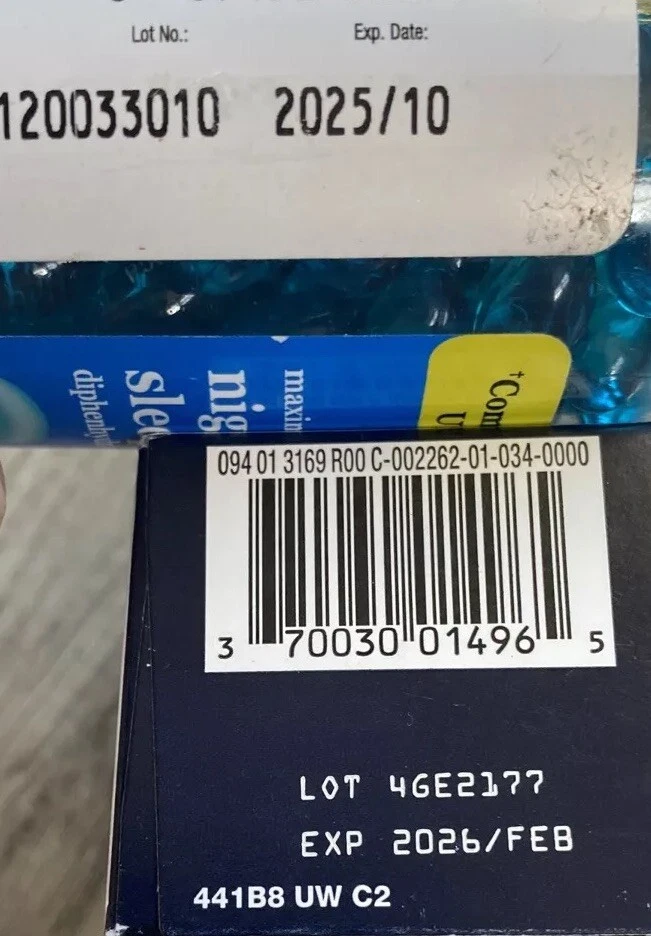 Lot No.: Exp. Date:
120033010 2025/10
maxim
nig
slee
diphenhy
†Com
U
094 01 3169 R00 C-002262-01-034-0000
3 70030 01496 5
LOT 4GE2177
EXP 2026/FEB
441B8 UW C2